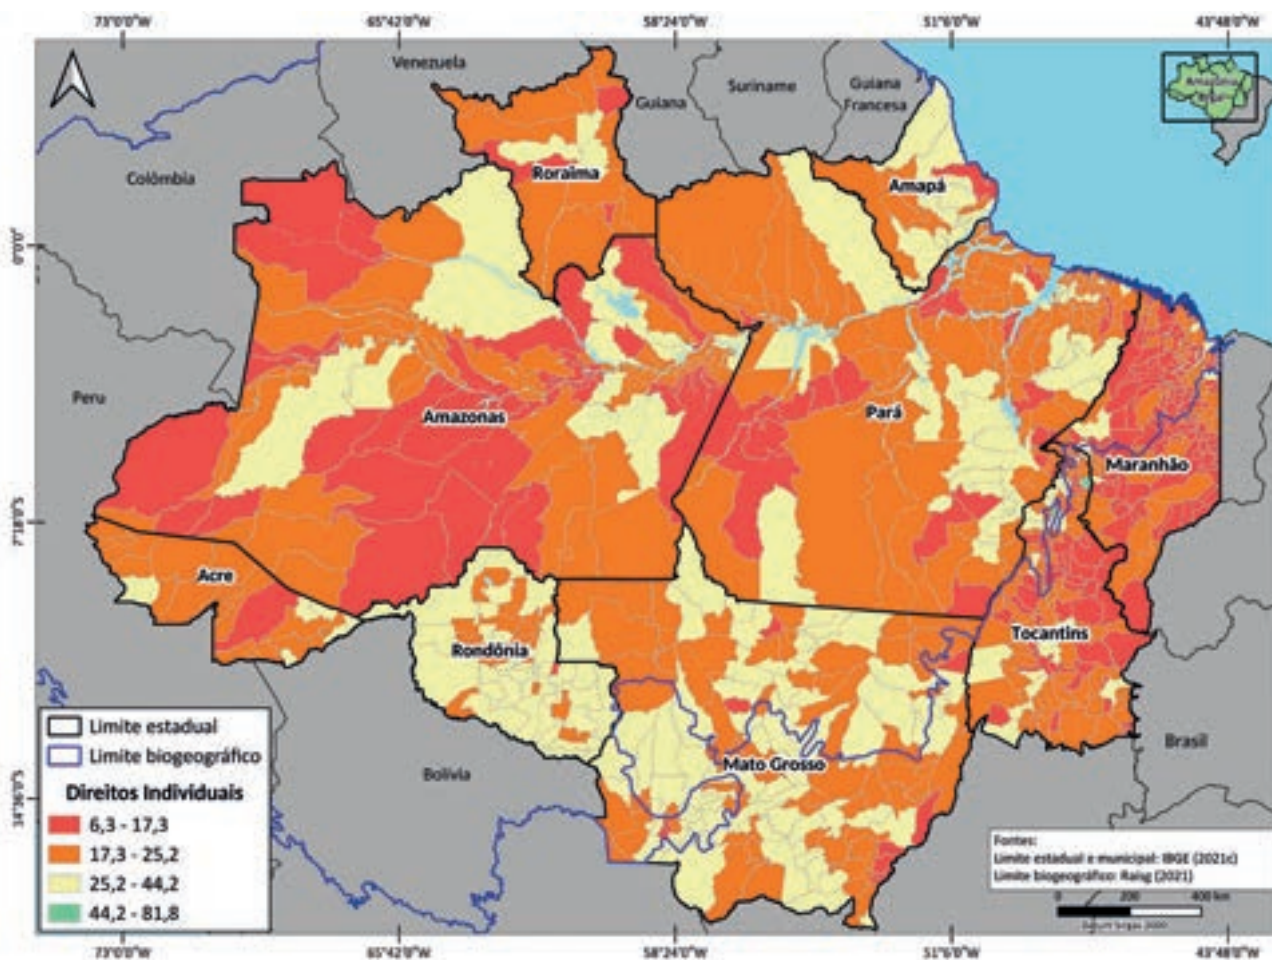 73°0'0"W 65°42'0"W 58°24'0"W 51°6'0"W 43°48'0"W
Venezuela
Guiana
Suriname
Guiana
Francesa
Colômbia
Roraima
Amapá
0°0'0"
Peru
Amazonas
Pará
Maranhão
7°18'0"S
Acre
Rondônia
Tocantins
Mato Grosso
Bolívia
Brasil
14°36'0"S
Limite estadual
Limite biogeográfico
Direitos Individuais
6,3 - 17,3
17,3 - 25,2
25,2 - 44,2
44,2 - 81,8
Fontes:
Limite estadual e municipal: IBGE (2021c)
Limite biogeográfico: Raisg (2021)
0 200 400 km
73°0'0"W 65°42'0"W 58°24'0"W 51°6'0"W 43°48'0"W